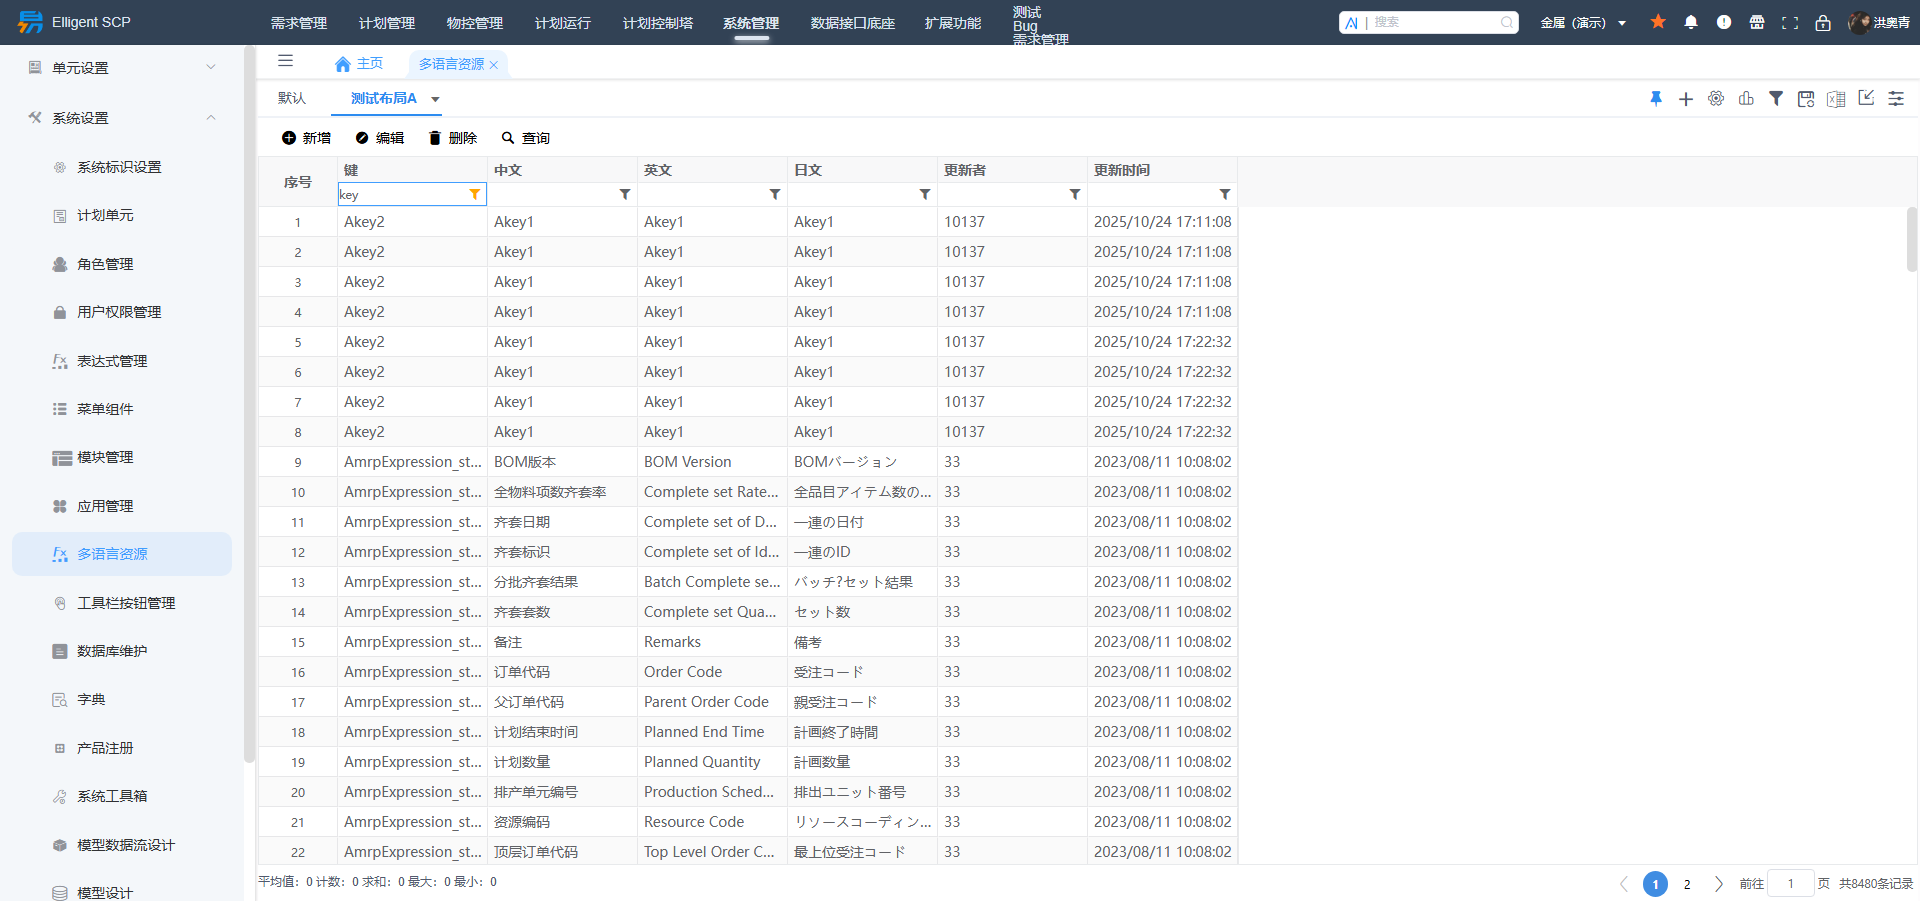 Elligent SCP
需求管理
计划管理
物控管理
计划运行
计划控制塔
系统管理
数据接口底座
扩展功能
测试
Bug
需求管理
AI | 搜索
金属（演示）
洪奥青
单元设置
系统设置
系统标识设置
计划单元
角色管理
用户权限管理
表达式管理
菜单组件
模块管理
应用管理
多语言资源
工具栏按钮管理
数据库维护
字典
产品注册
系统工具箱
模型数据流设计
模型设计
主页
多语言资源
默认
测试布局A
新增 编辑 删除 查询
序号 键 中文 英文 日文 更新者 更新时间
key
1 Akey2 Akey1 Akey1 Akey1 10137 2025/10/24 17:11:08
2 Akey2 Akey1 Akey1 Akey1 10137 2025/10/24 17:11:08
3 Akey2 Akey1 Akey1 Akey1 10137 2025/10/24 17:11:08
4 Akey2 Akey1 Akey1 Akey1 10137 2025/10/24 17:11:08
5 Akey2 Akey1 Akey1 Akey1 10137 2025/10/24 17:22:32
6 Akey2 Akey1 Akey1 Akey1 10137 2025/10/24 17:22:32
7 Akey2 Akey1 Akey1 Akey1 10137 2025/10/24 17:22:32
8 Akey2 Akey1 Akey1 Akey1 10137 2025/10/24 17:22:32
9 AmrpExpression_st... BOM版本 BOM Version BOMバージョン 33 2023/08/11 10:08:02
10 AmrpExpression_st... 全物料项数齐套率 Complete set Rate... 全品目アイテム数の... 33 2023/08/11 10:08:02
11 AmrpExpression_st... 齐套日期 Complete set of D... 一連の日付 33 2023/08/11 10:08:02
12 AmrpExpression_st... 齐套标识 Complete set of Id... 一連のID 33 2023/08/11 10:08:02
13 AmrpExpression_st... 分批齐套结果 Batch Complete se... バッチ?セット結果 33 2023/08/11 10:08:02
14 AmrpExpression_st... 齐套套数 Complete set Qua... セット数 33 2023/08/11 10:08:02
15 AmrpExpression_st... 备注 Remarks 備考 33 2023/08/11 10:08:02
16 AmrpExpression_st... 订单代码 Order Code 受注コード 33 2023/08/11 10:08:02
17 AmrpExpression_st... 父订单代码 Parent Order Code 親受注コード 33 2023/08/11 10:08:02
18 AmrpExpression_st... 计划结束时间 Planned End Time 計画終了時間 33 2023/08/11 10:08:02
19 AmrpExpression_st... 计划数量 Planned Quantity 計画数量 33 2023/08/11 10:08:02
20 AmrpExpression_st... 排产单元编号 Production Sched... 排出ユニット番号 33 2023/08/11 10:08:02
21 AmrpExpression_st... 资源编码 Resource Code リソースコーディン... 33 2023/08/11 10:08:02
22 AmrpExpression_st... 顶层订单代码 Top Level Order C... 最上位受注コード 33 2023/08/11 10:08:02
平均值: 0 计数: 0 求和: 0 最大: 0 最小: 0
1 2 前往 1 页 共8480条记录